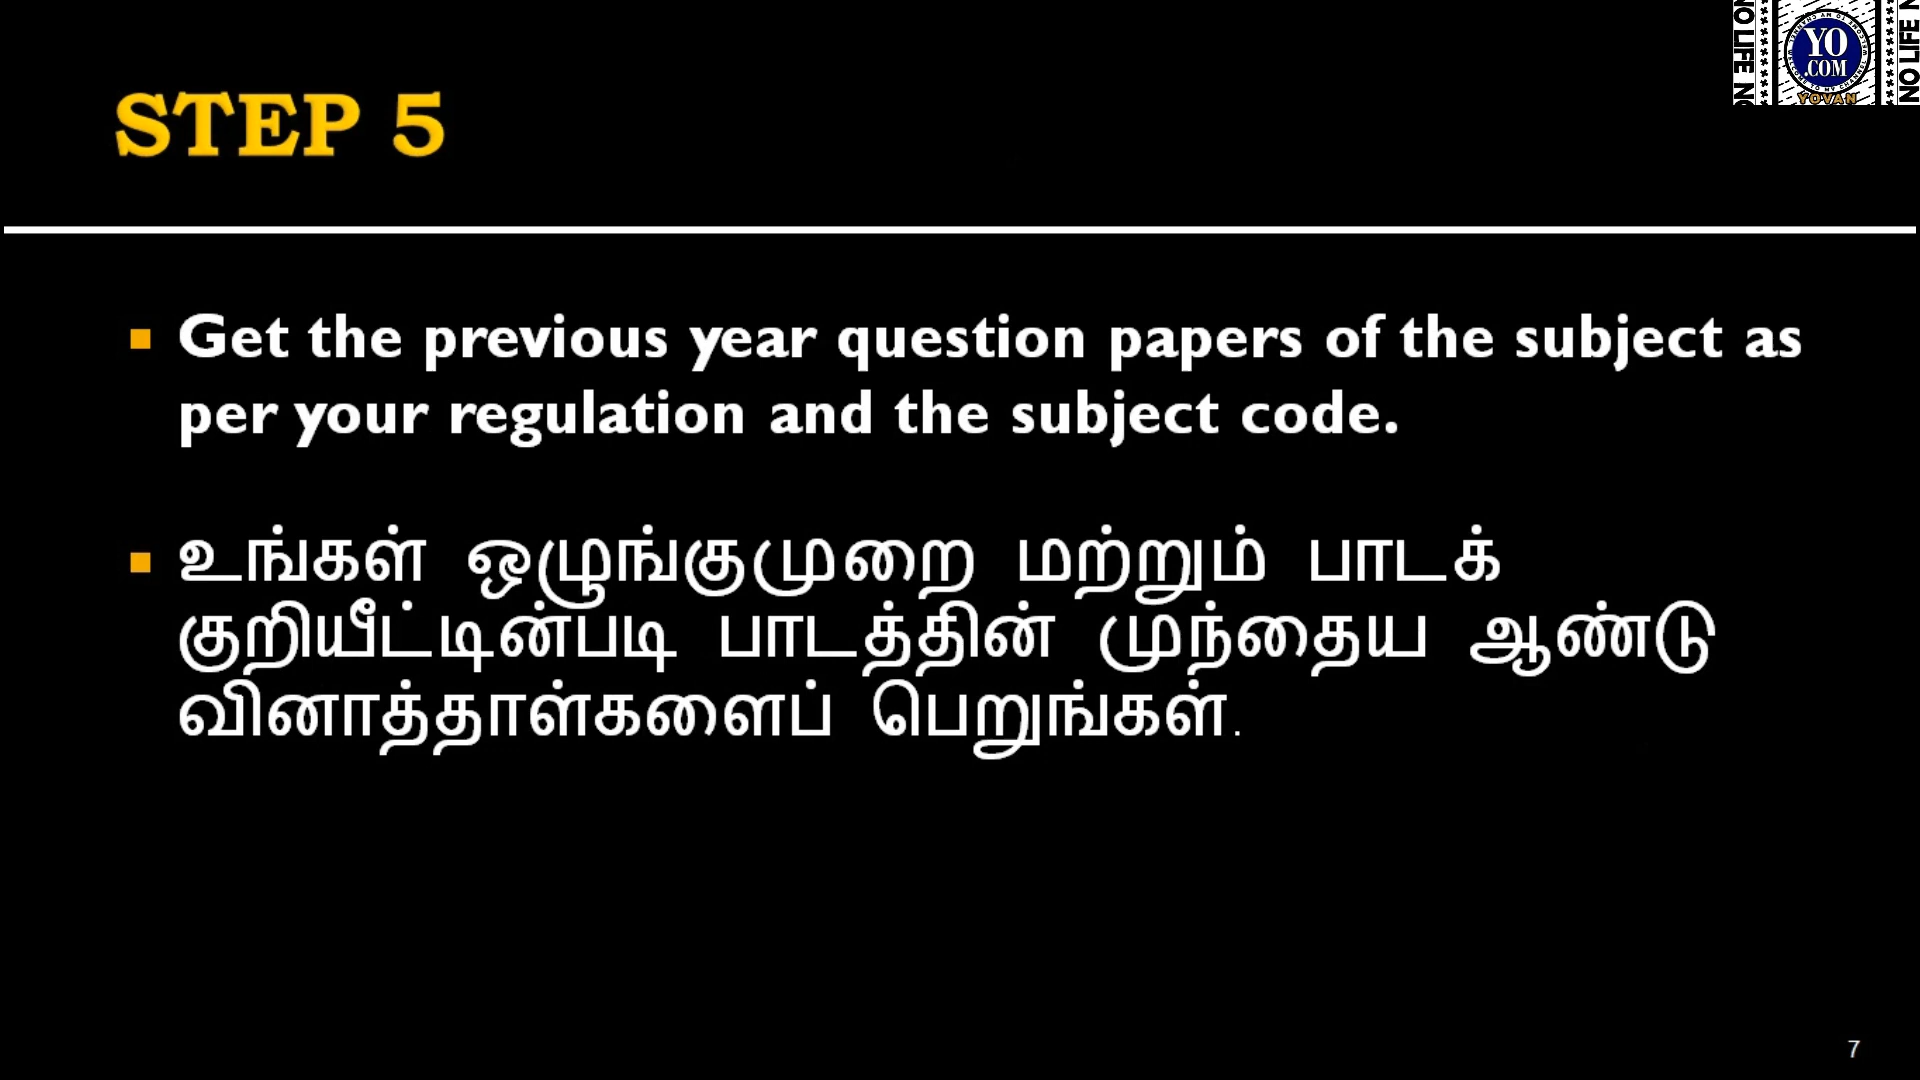 NO LIFE N
YO
.COM
YOVAN
NO LIFE N
STEP 5
Get the previous year question papers of the subject as
per your regulation and the subject code.
உங்கள் ஒழுங்குமுறை மற்றும் பாடக்
குறியீட்டின்படி பாடத்தின் முந்தைய ஆண்டு
வினாத்தாள்களைப் பெறுங்கள்.
7